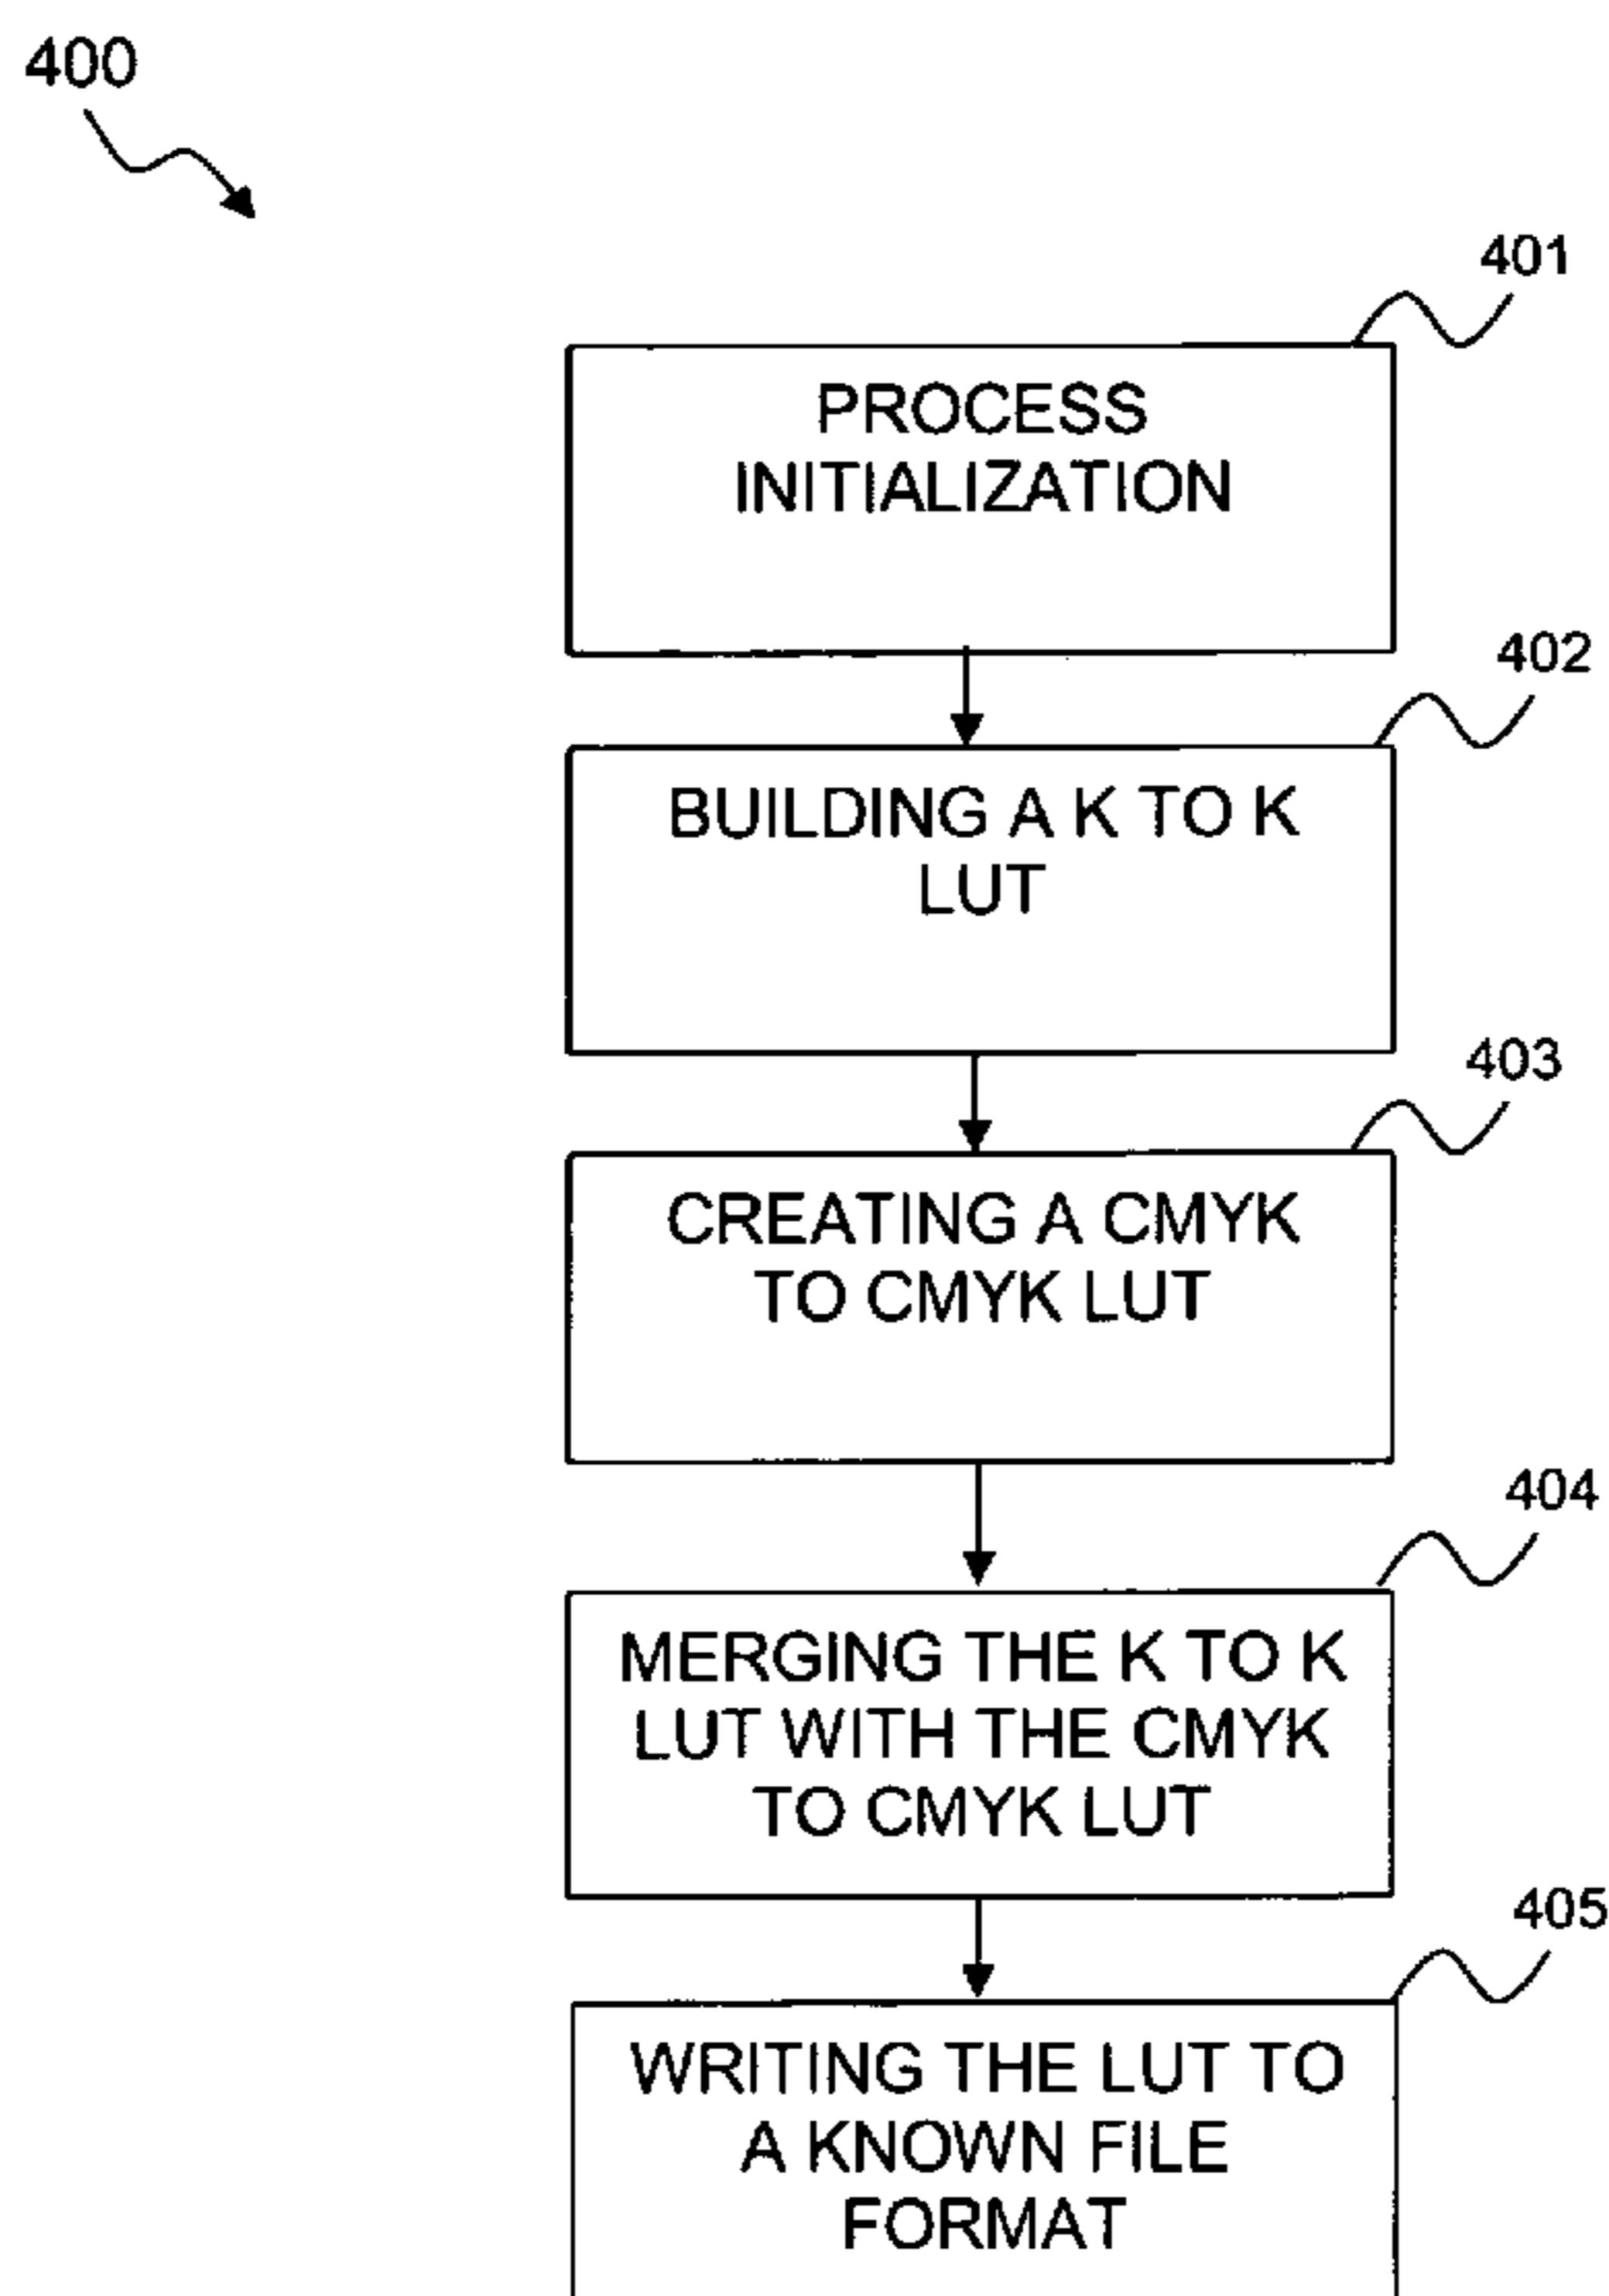 400
401
PROCESS
INITIALIZATION
402
BUILDING A K TO K
LUT
403
CREATING A CMYK
TO CMYK LUT
404
MERGING THE K TO K
LUT WITH THE CMYK
TO CMYK LUT
405
WRITING THE LUT TO
A KNOWN FILE
FORMAT